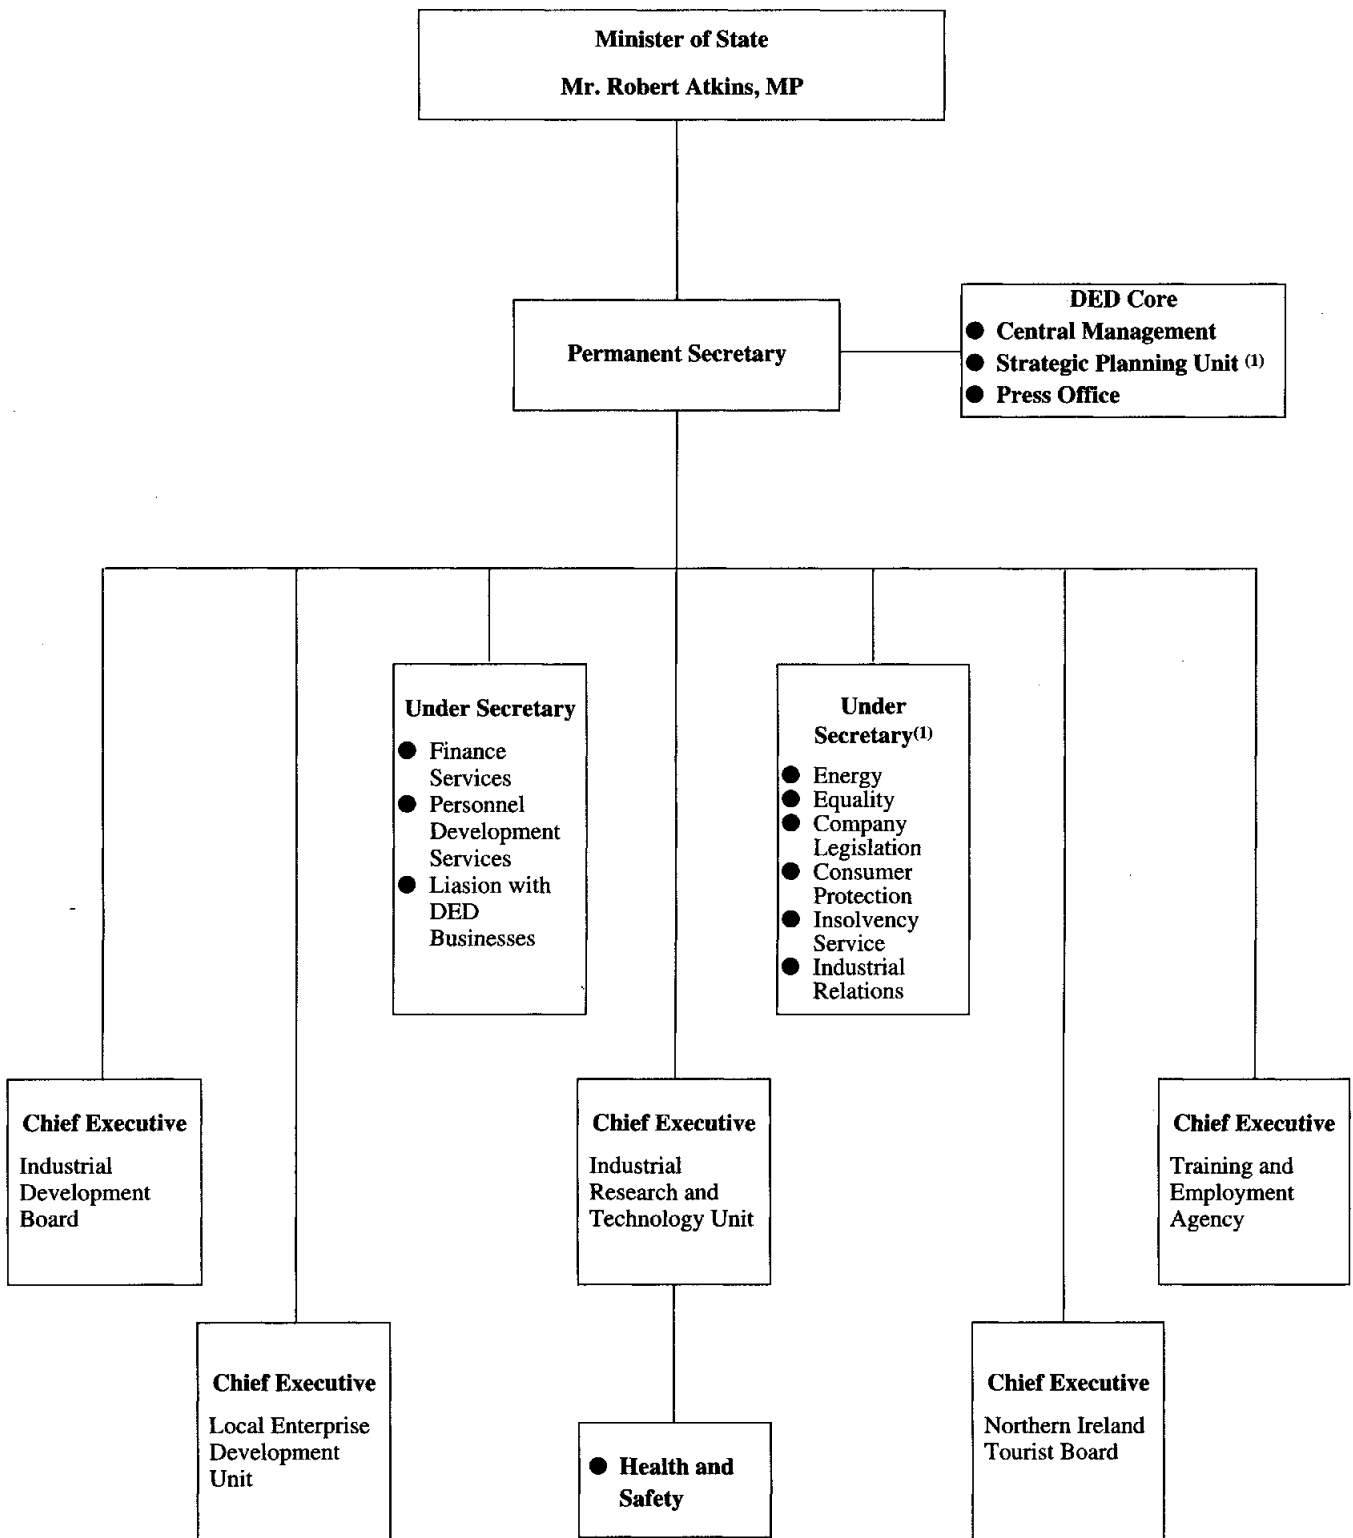 Minister of State
Mr. Robert Atkins, MP
Permanent Secretary
DED Core
● Central Management
● Strategic Planning Unit (1)
● Press Office
Under Secretary
● Finance
Services
● Personnel
Development
Services
● Liasion with
DED
Businesses
Under
Secretary(1)
● Energy
● Equality
● Company
Legislation
● Consumer
Protection
● Insolvency
Service
● Industrial
Relations
Chief Executive
Industrial
Development
Board
Chief Executive
Industrial
Research and
Technology Unit
Chief Executive
Training and
Employment
Agency
Chief Executive
Local Enterprise
Development
Unit
● Health and
Safety
Chief Executive
Northern Ireland
Tourist Board